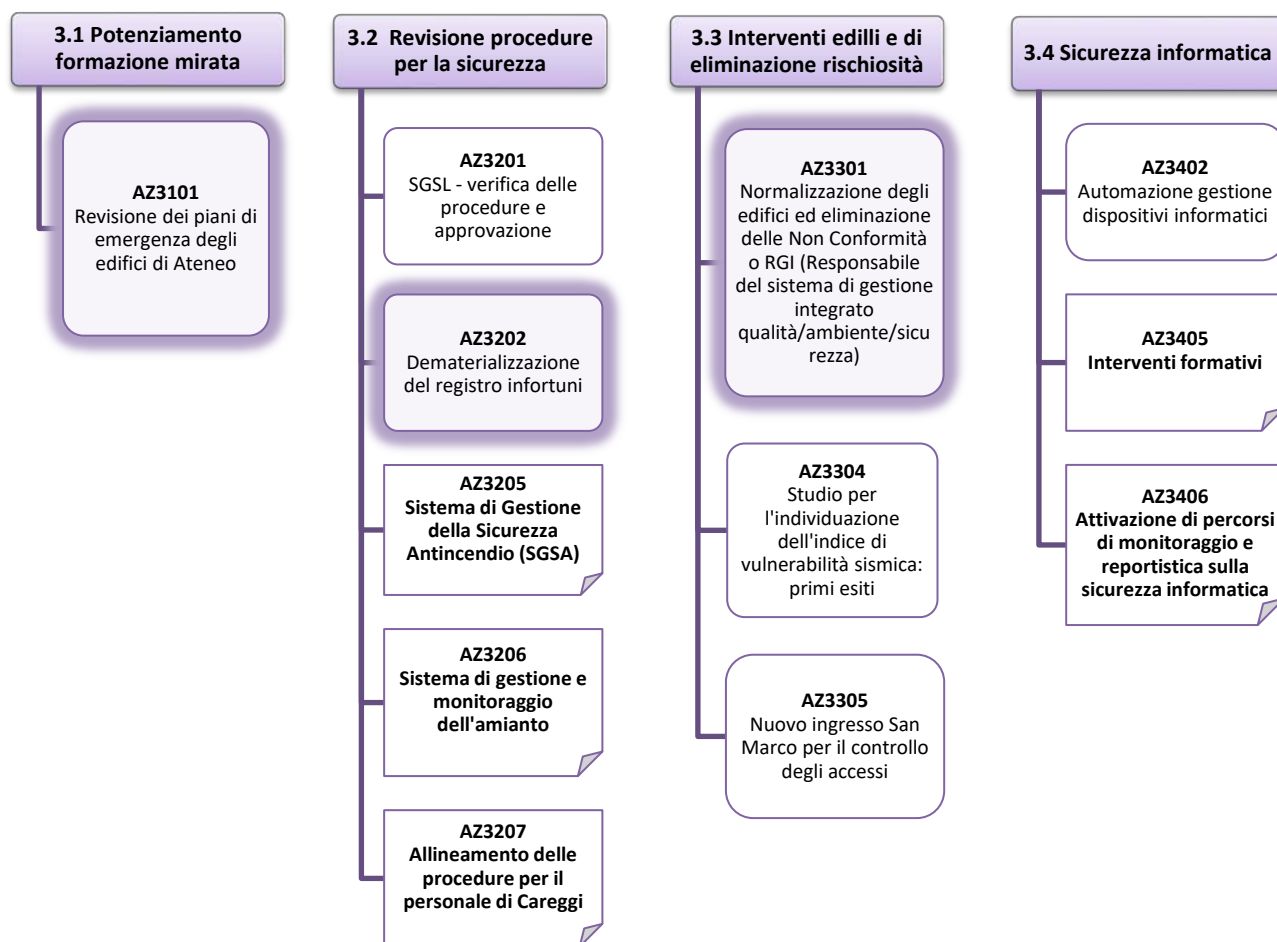 3.1 Potenziamento
formazione mirata
AZ3101
Revisione dei piani di
emergenza degli
edifici di Ateneo
3.2  Revisione procedure
per la sicurezza
AZ3201
SGSL - verifica delle
procedure e
approvazione
AZ3202
Dematerializzazione
del registro infortuni
AZ3205
Sistema di Gestione
della Sicurezza
Antincendio (SGSA)
AZ3206
Sistema di gestione e
monitoraggio
dell'amianto
AZ3207
Allineamento delle
procedure per il
personale di Careggi
3.3 Interventi edilli e di
eliminazione rischiosità
AZ3301
Normalizzazione degli
edifici ed eliminazione
delle Non Conformità
o RGI (Responsabile
del sistema di gestione
integrato
qualità/ambiente/sicu
rezza)
AZ3304
Studio per
l'individuazione
dell'indice di
vulnerabilità sismica:
primi esiti
AZ3305
Nuovo ingresso San
Marco per il controllo
degli accessi
3.4 Sicurezza informatica
AZ3402
Automazione gestione
dispositivi informatici
AZ3405
Interventi formativi
AZ3406
Attivazione di percorsi
di monitoraggio e
reportistica sulla
sicurezza informatica